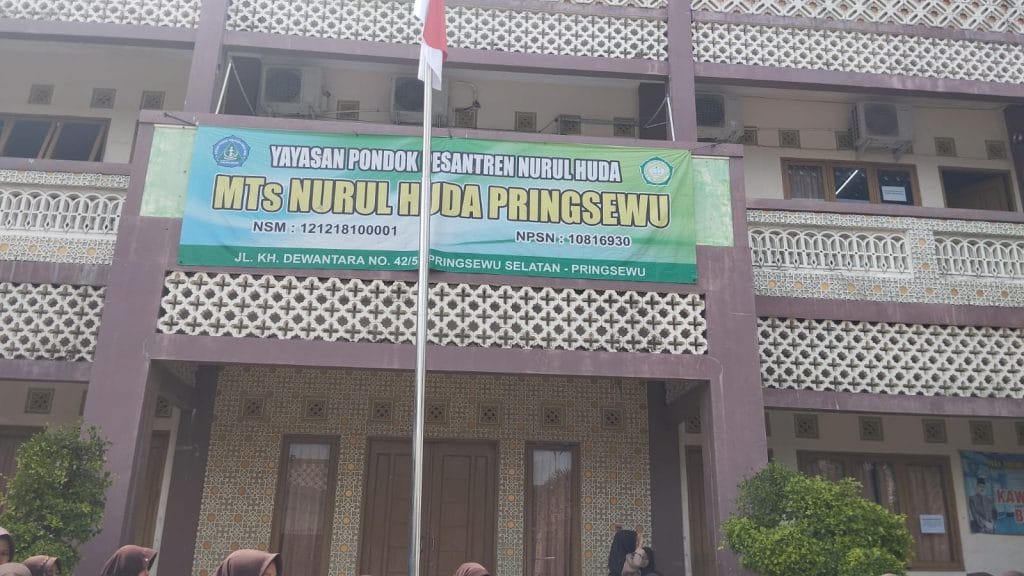 YAYASAN PONDOK ESANTREN NURUL HUDA
MTs NURUL HUDA PRINGSEWU
NSM : 121218100001
NPSN : 10816930
JL. KH. DEWANTARA NO. 42/5 PRINGSEWU SELATAN - PRINGSEWU